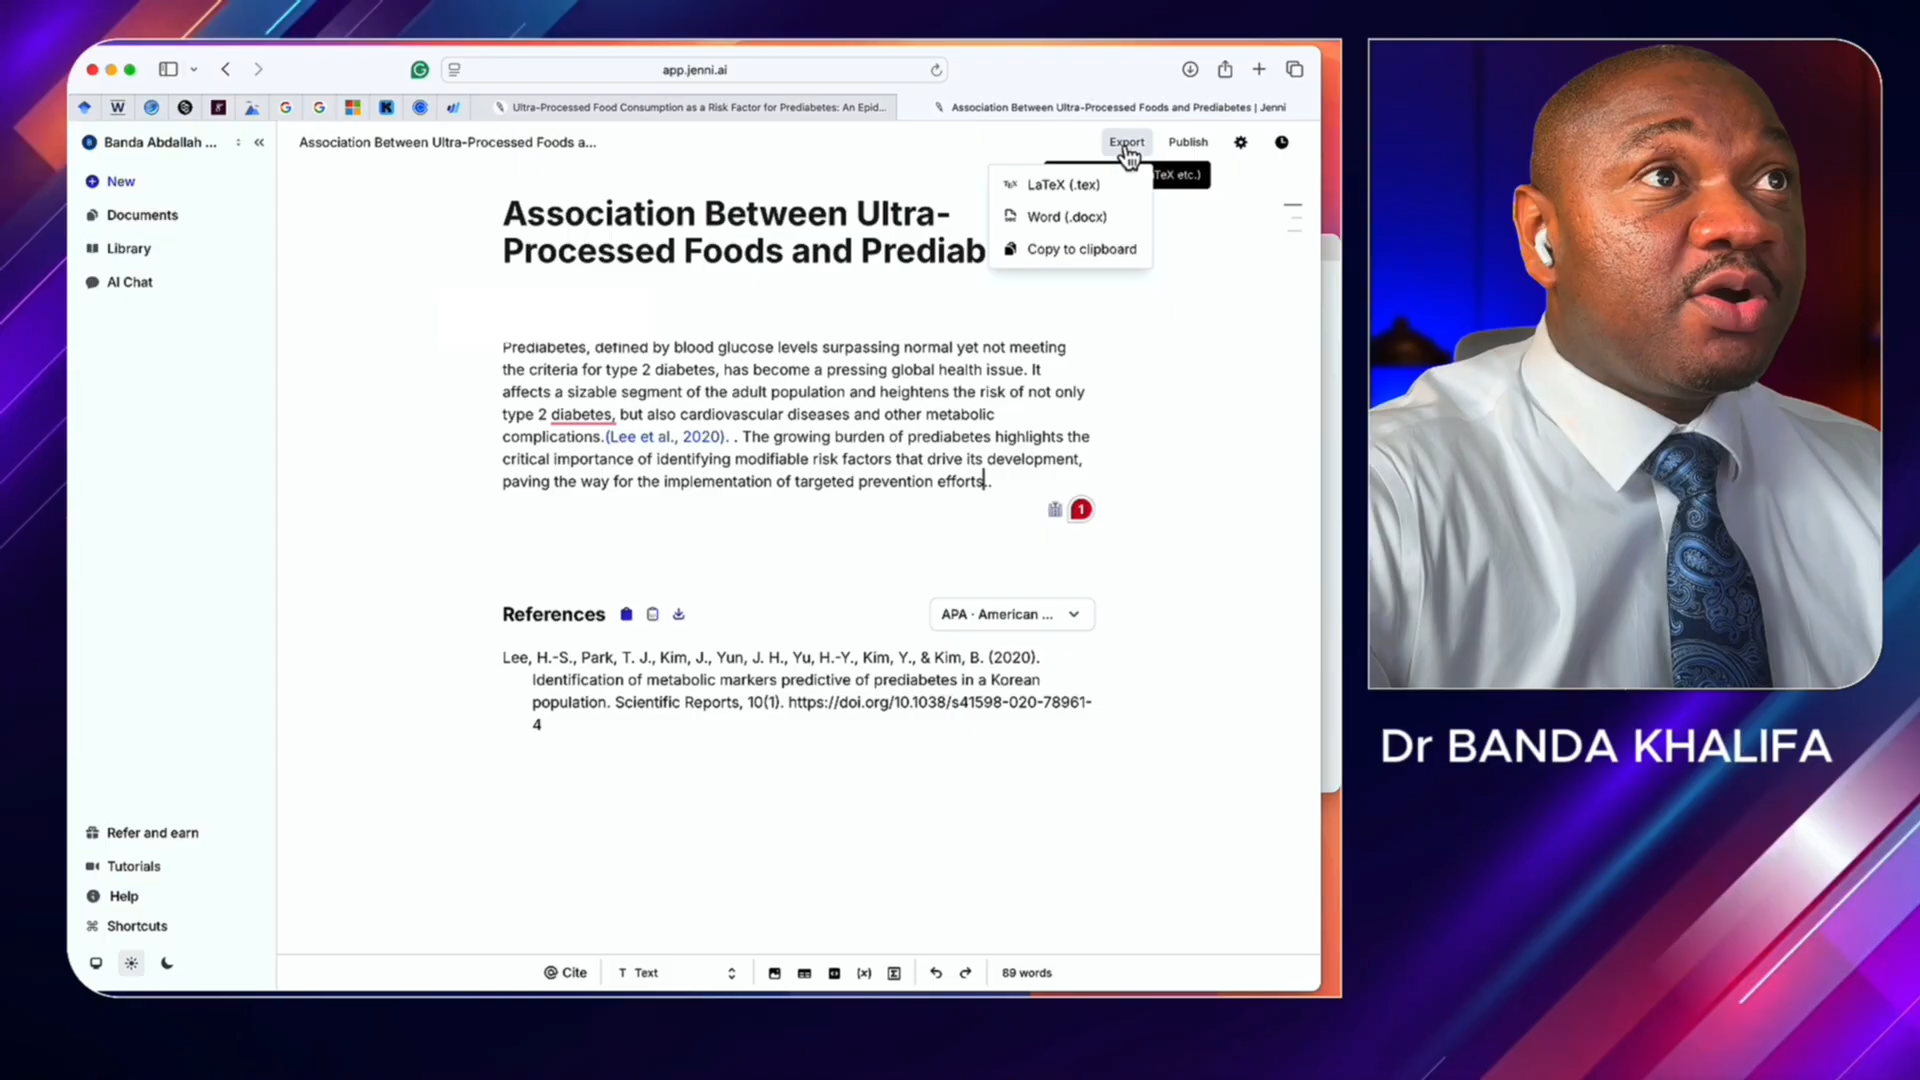 app.jenni.ai
Ultra-Processed Food Consumption as a Risk Factor for Prediabetes: An Epid...
Association Between Ultra-Processed Foods and Prediabetes | Jenni
Banda Abdallah ...
Association Between Ultra-Processed Foods a...
Export
Publish
New
Documents
Library
AI Chat
LaTeX (.tex)
Word (.docx)
Copy to clipboard
TeX etc.)
Association Between Ultra-
Processed Foods and Prediab
Prediabetes, defined by blood glucose levels surpassing normal yet not meeting
the criteria for type 2 diabetes, has become a pressing global health issue. It
affects a sizable segment of the adult population and heightens the risk of not only
type 2 diabetes, but also cardiovascular diseases and other metabolic
complications.(Lee et al., 2020). . The growing burden of prediabetes highlights the
critical importance of identifying modifiable risk factors that drive its development,
paving the way for the implementation of targeted prevention efforts..
1
References
APA · American ...
Lee, H.-S., Park, T. J., Kim, J., Yun, J. H., Yu, H.-Y., Kim, Y., & Kim, B. (2020).
Identification of metabolic markers predictive of prediabetes in a Korean
population. Scientific Reports, 10(1). https://doi.org/10.1038/s41598-020-78961-
4
Refer and earn
Tutorials
Help
Shortcuts
Cite
T Text
89 words
Dr BANDA KHALIFA